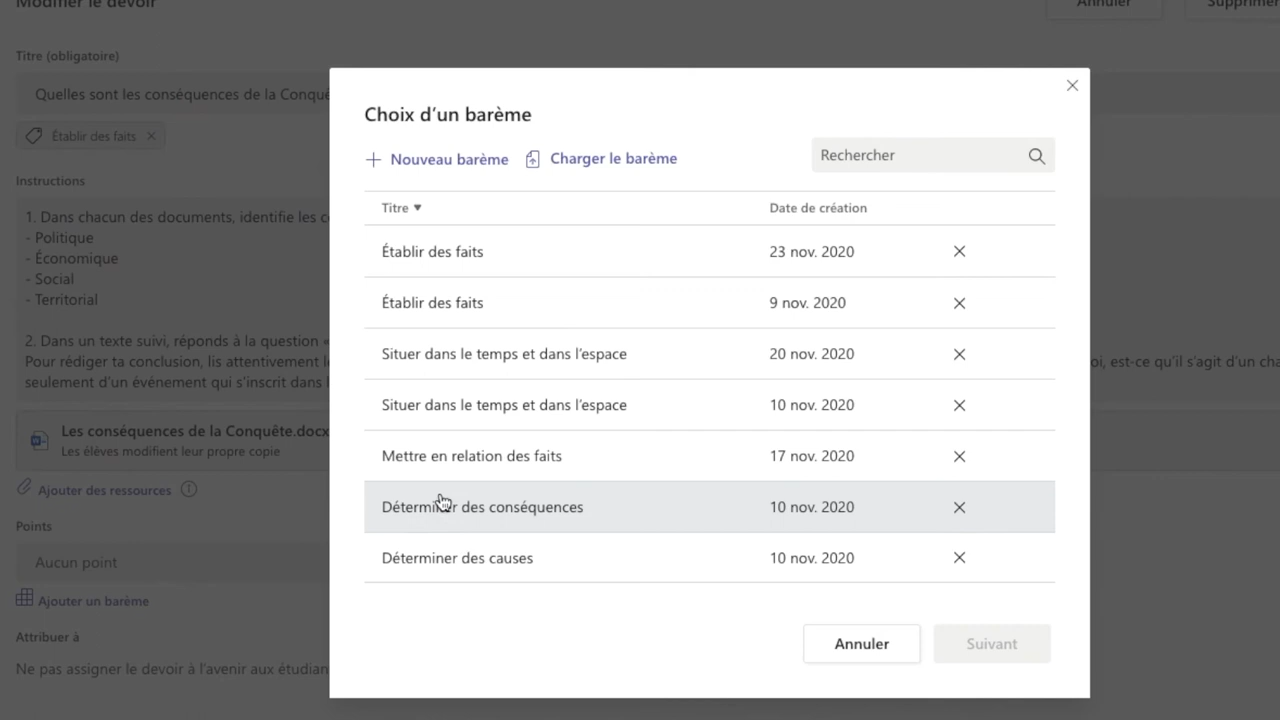 Modifier le devoir
Annuler
Supprimer
Titre (obligatoire)
Quelles sont les conséquences de la Conquê
Établir des faits
Instructions
1. Dans chacun des documents, identifie les c
- Politique
- Économique
- Social
- Territorial
2. Dans un texte suivi, réponds à la question «
Pour rédiger ta conclusion, lis attentivement l
oi, est-ce qu'il s'agit d'un cha
seulement d'un événement qui s'inscrit dans l
Les conséquences de la Conquête.docx
Les élèves modifient leur propre copie
Ajouter des ressources
Points
Aucun point
Ajouter un barème
Attribuer à
Ne pas assigner le devoir à l'avenir aux étudian
Choix d'un barème
Nouveau barème
Charger le barème
Rechercher
Titre ▼ Date de création
Établir des faits 23 nov. 2020
Établir des faits 9 nov. 2020
Situer dans le temps et dans l'espace 20 nov. 2020
Situer dans le temps et dans l'espace 10 nov. 2020
Mettre en relation des faits 17 nov. 2020
Déterminer des conséquences 10 nov. 2020
Déterminer des causes 10 nov. 2020
Annuler
Suivant